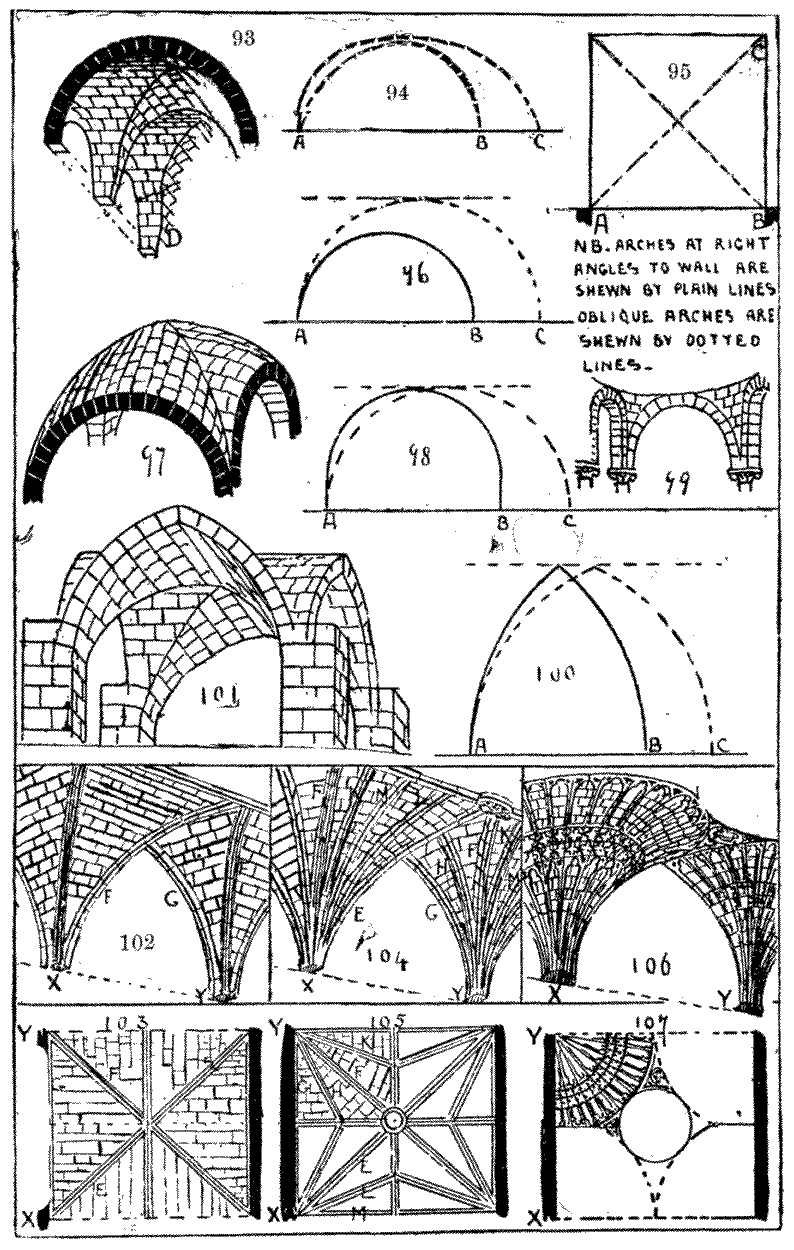 93
94
A B C
95
C
A B
D
96
A B C
NB. ARCHES AT RIGHT
ANGLES TO WALL ARE
SHEWN BY PLAIN LINES
OBLIQUE ARCHES ARE
SHEWN BY DOTTED
LINES.
97
98
A B C
99
101
100
A B C
F G
102
X Y
F N
F
H
M
E G
104
X Y
106
X Y
103
Y
F
E
X
105
Y
K
F
E
L
M
X
107
Y
X